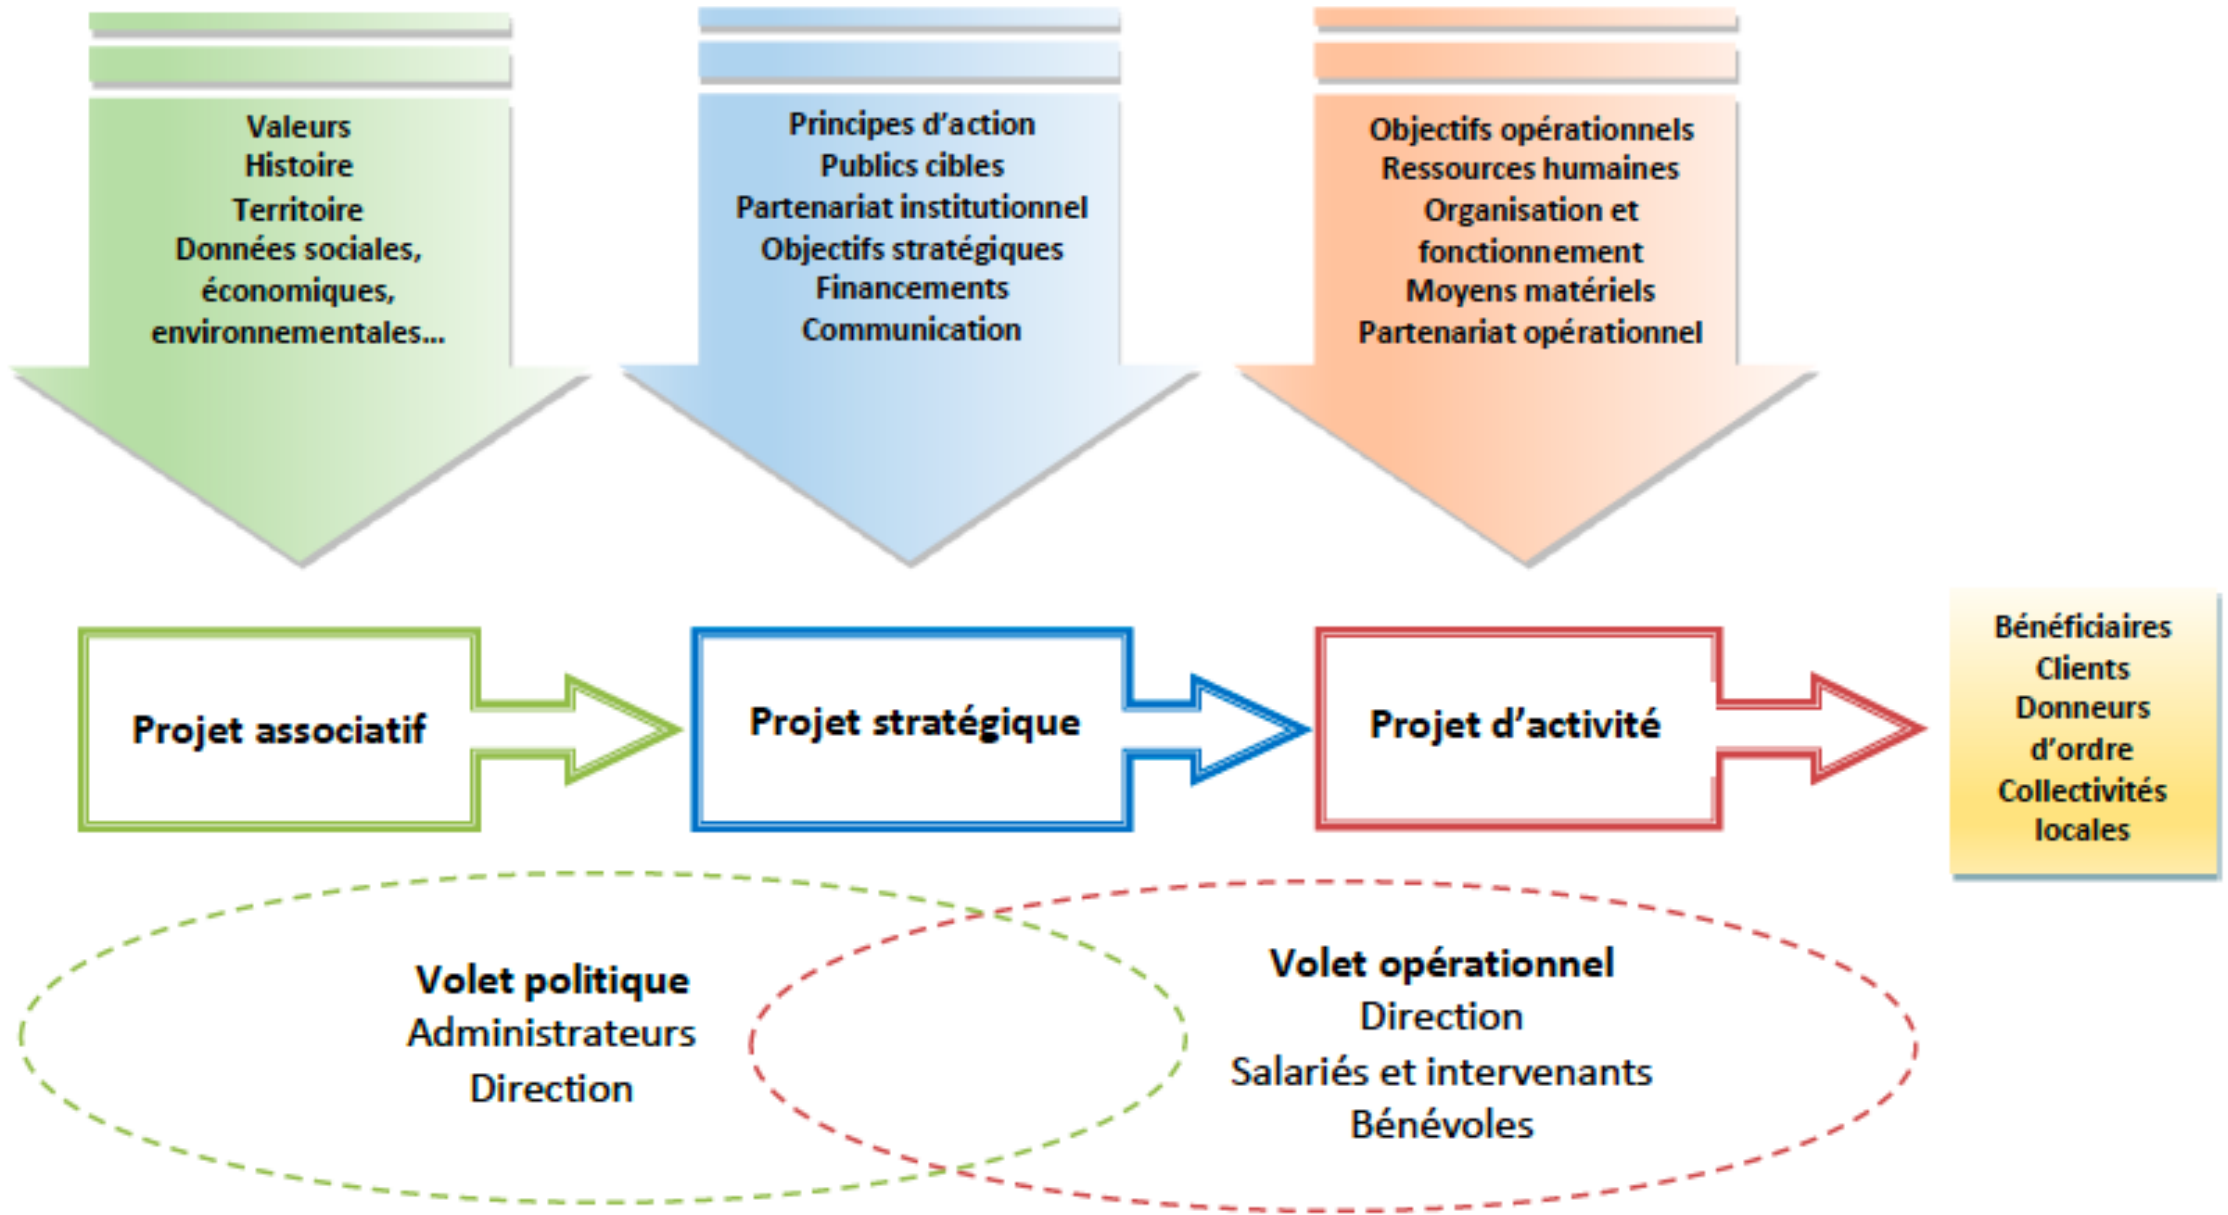 Valeurs
Histoire
Territoire
Données sociales,
économiques,
environnementales...
Principes d'action
Publics cibles
Partenariat institutionnel
Objectifs stratégiques
Financements
Communication
Objectifs opérationnels
Ressources humaines
Organisation et
fonctionnement
Moyens matériels
Partenariat opérationnel
Projet associatif
Projet stratégique
Projet d'activité
Bénéficiaires
Clients
Donneurs
d'ordre
Collectivités
locales
Volet politique
Administrateurs
Direction
Volet opérationnel
Direction
Salariés et intervenants
Bénévoles